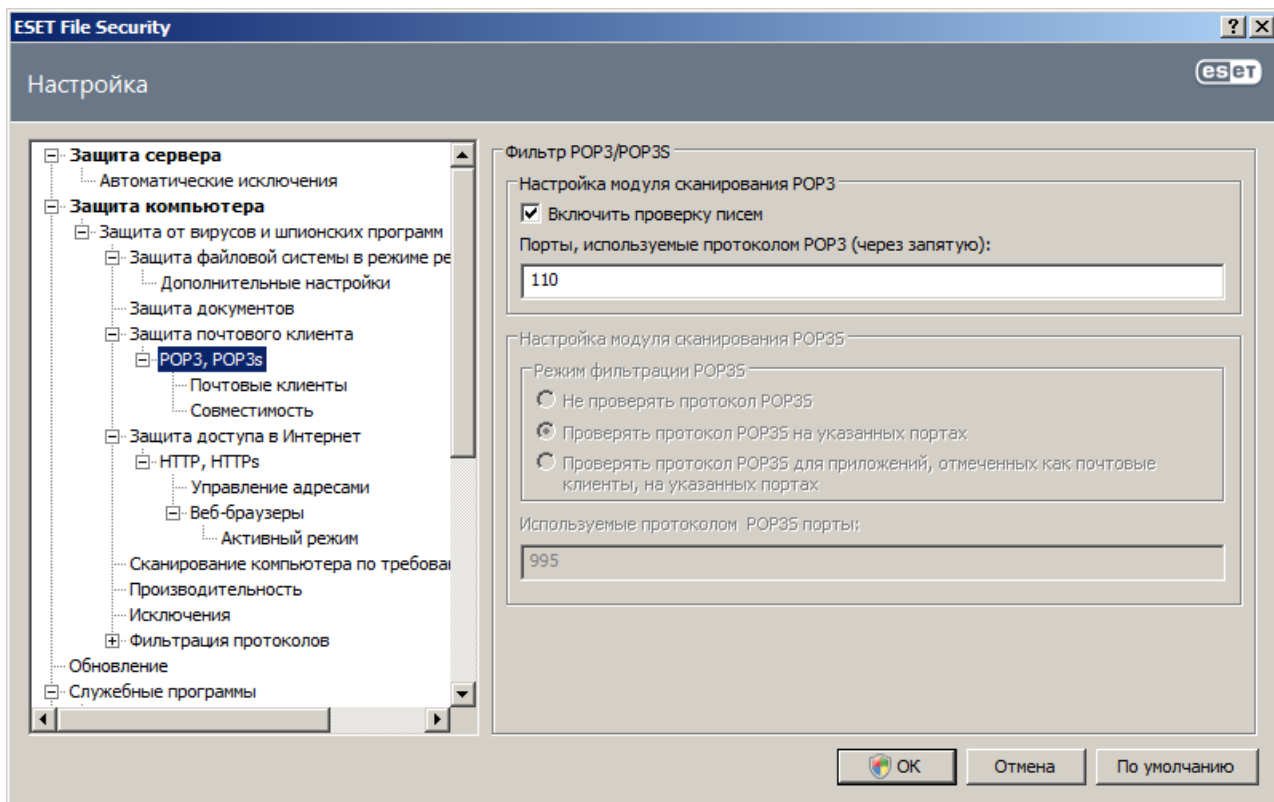 ESET File Security
Настройка
eset
Защита сервера
Автоматические исключения
Защита компьютера
Защита от вирусов и шпионских программ
Защита файловой системы в режиме ре
Дополнительные настройки
Защита документов
Защита почтового клиента
POP3, POP3s
Почтовые клиенты
Совместимость
Защита доступа в Интернет
HTTP, HTTPs
Управление адресами
Веб-браузеры
Активный режим
Сканирование компьютера по требова
Производительность
Исключения
Фильтрация протоколов
Обновление
Служебные программы
Фильтр POP3/POP3S
Настройка модуля сканирования POP3
Включить проверку писем
Порты, используемые протоколом POP3 (через запятую):
110
Настройка модуля сканирования POP3S
Режим фильтрации POP3S
Не проверять протокол POP3S
Проверять протокол POP3S на указанных портах
Проверять протокол POP3S для приложений, отмеченных как почтовые
клиенты, на указанных портах
Используемые протоколом POP3S порты:
995
OK
Отмена
По умолчанию